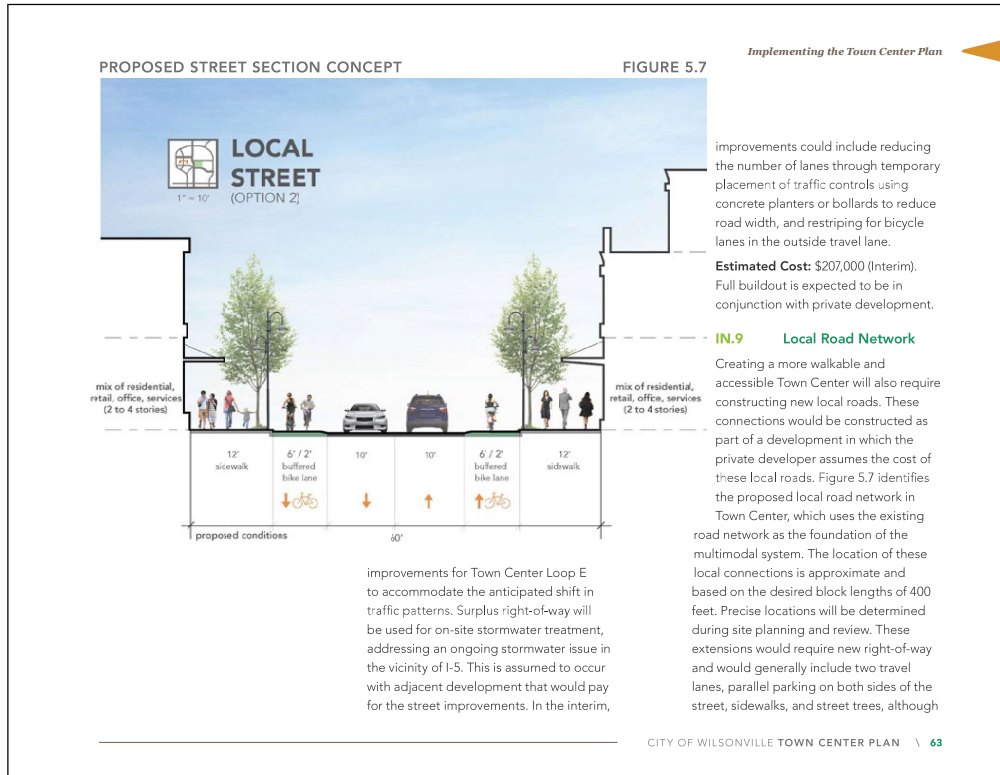 Implementing the Town Center Plan
PROPOSED STREET SECTION CONCEPT
FIGURE 5.7
LOCAL
STREET
(OPTION 2)
1" = 10'
mix of residential,
retail, office, services
(2 to 4 stories)
mix of residential,
retail, office, services
(2 to 4 stories)
12'
sicewalk
6' / 2'
buffered
bike lane
10'
10'
6' / 2'
buffered
bike lane
12'
sidrwalk
proposed conditions
60'
improvements for Town Center Loop E
to accommodate the anticipated shift in
traffic patterns. Surplus right-of-way will
be used for on-site stormwater treatment,
addressing an ongoing stormwater issue in
the vicinity of I-5. This is assumed to occur
with adjacent development that would pay
for the street improvements. In the interim,
improvements could include reducing
the number of lanes through temporary
placement of traffic controls using
concrete planters or bollards to reduce
road width, and restriping for bicycle
lanes in the outside travel lane.
Estimated Cost: $207,000 (Interim).
Full buildout is expected to be in
conjunction with private development.
IN.9 Local Road Network
Creating a more walkable and
accessible Town Center will also require
constructing new local roads. These
connections would be constructed as
part of a development in which the
private developer assumes the cost of
these local roads. Figure 5.7 identifies
the proposed local road network in
Town Center, which uses the existing
road network as the foundation of the
multimodal system. The location of these
local connections is approximate and
based on the desired block lengths of 400
feet. Precise locations will be determined
during site planning and review. These
extensions would require new right-of-way
and would generally include two travel
lanes, parallel parking on both sides of the
street, sidewalks, and street trees, although
CITY OF WILSONVILLE TOWN CENTER PLAN \ 63